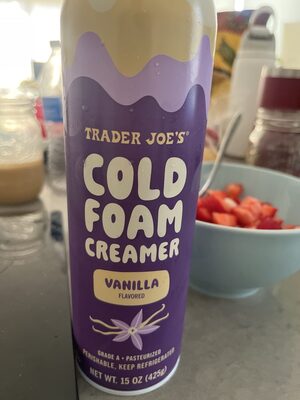 TRADER JOE'S®
COLD
FOAM
CREAMER
VANILLA
FLAVORED
GRADE A • PASTEURIZED
PERISHABLE, KEEP REFRIGERATED
NET WT. 15 OZ (425g)